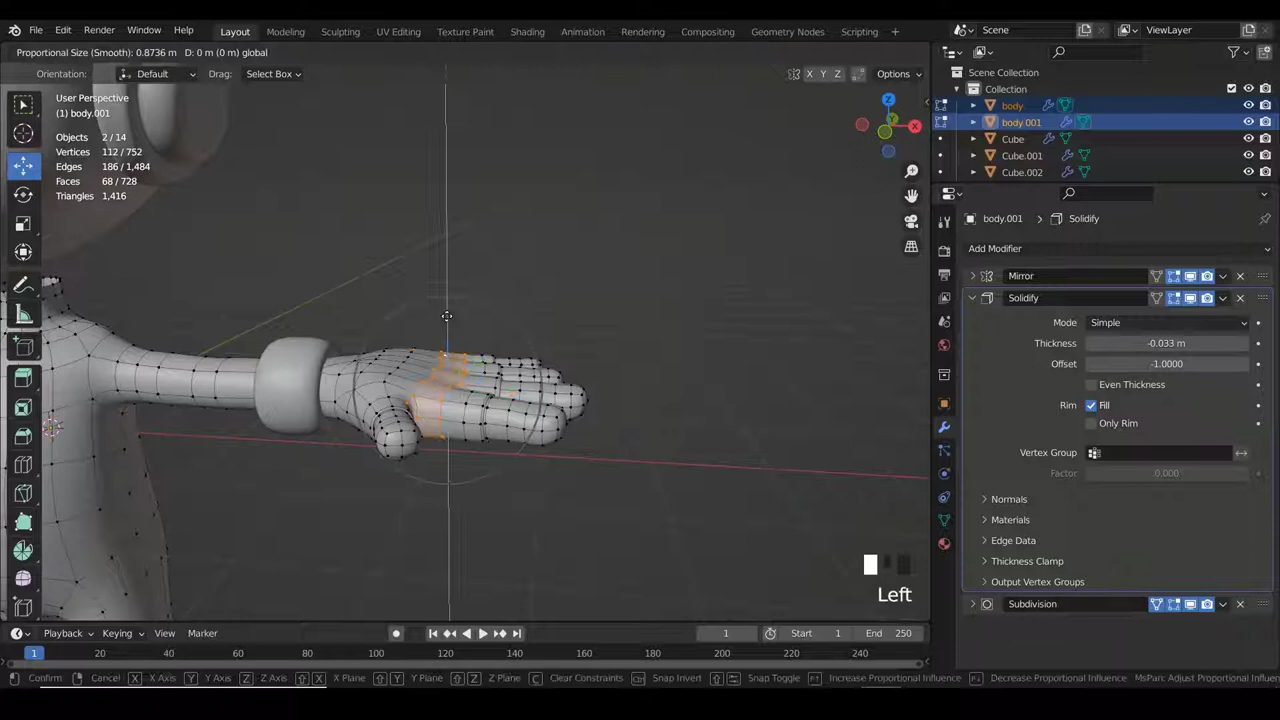 File Edit Render Window Help Layout Modeling Sculpting UV Editing Texture Paint Shading Animation Rendering Compositing Geometry Nodes Scripting + Scene ViewLayer
Proportional Size (Smooth): 0.8736 m D: 0 m (0 m) global
Orientation: Default Drag: Select Box X Y Z Options
Scene Collection
Collection
body
body.001
Cube
Cube.001
Cube.002
User Perspective
(1) body.001
Objects 2 / 14
Vertices 112 / 752
Edges 186 / 1,484
Faces 68 / 728
Triangles 1,416
Z
X
body.001 > Solidify
Add Modifier
Mirror
Solidify
Mode Simple
Thickness -0.033 m
Offset -1.0000
Even Thickness
Rim Fill
Only Rim
Vertex Group
Factor 0.000
Normals
Materials
Edge Data
Thickness Clamp
Output Vertex Groups
Subdivision
Left
Playback Keying View Marker 1 Start 1 End 250
1 20 40 60 80 100 120 140 160 180 200 220 240
Confirm Cancel X X Axis Y Y Axis Z Z Axis X X Plane Y Y Plane Z Z Plane C Clear Constraints Snap Invert Snap Toggle Increase Proportional Influence Decrease Proportional Influence MsPan: Adjust Proportional